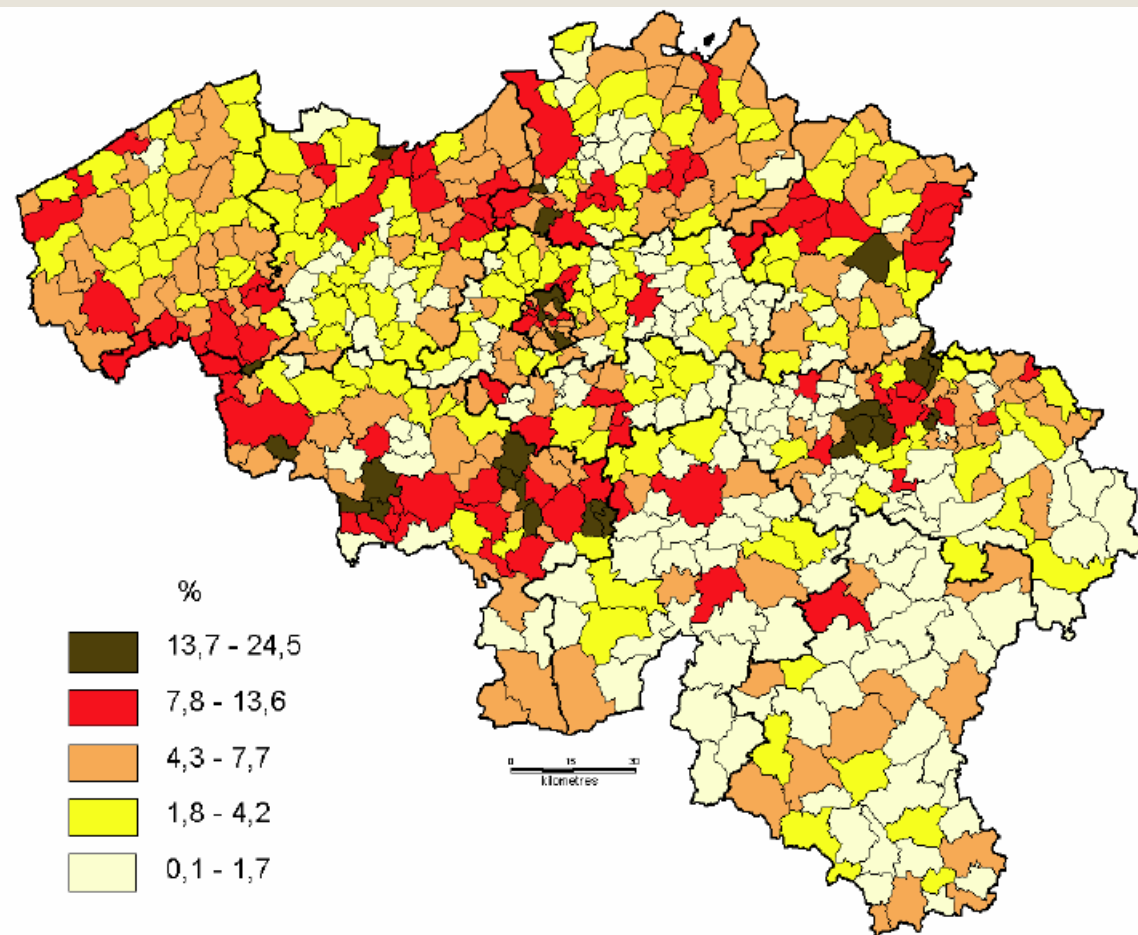 %
13,7 - 24,5
7,8 - 13,6
4,3 - 7,7
1,8 - 4,2
0,1 - 1,7
0 15 30
kilometres